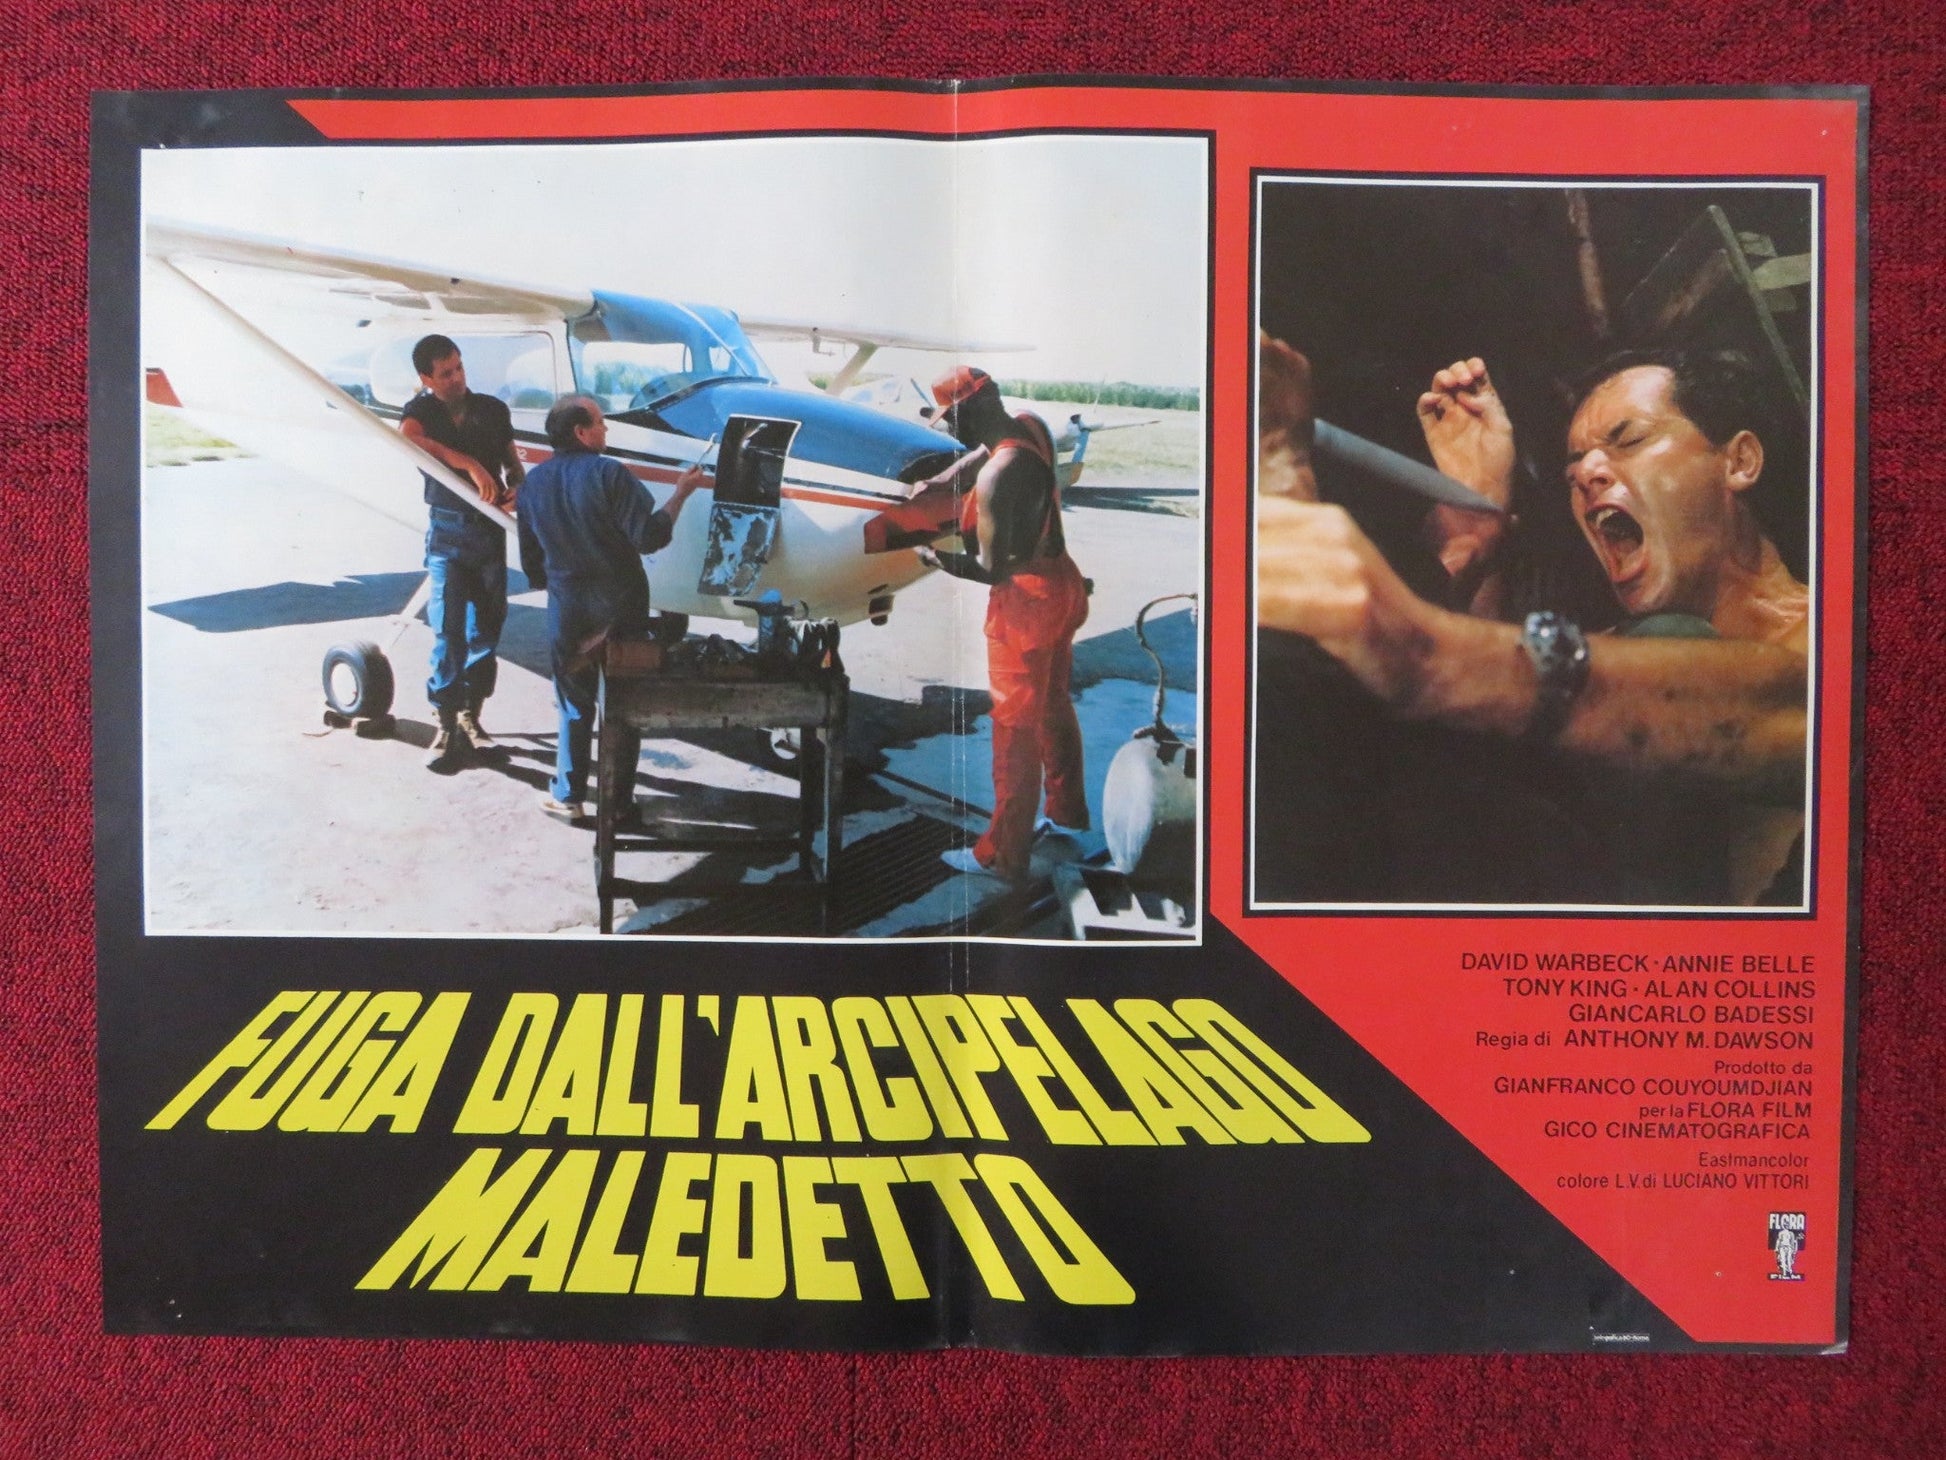 FUGA DALL'ARCIPELAGO
MALEDETTO
DAVID WARBECK · ANNIE BELLE
TONY KING · ALAN COLLINS
GIANCARLO BADESSI
Regia di ANTHONY M. DAWSON
Prodotto da
GIANFRANCO COUYOUMDJIAN
per la FLORA FILM
GICO CINEMATOGRAFICA
Eastmancolor
colore L.V. di LUCIANO VITTORI
FLORA